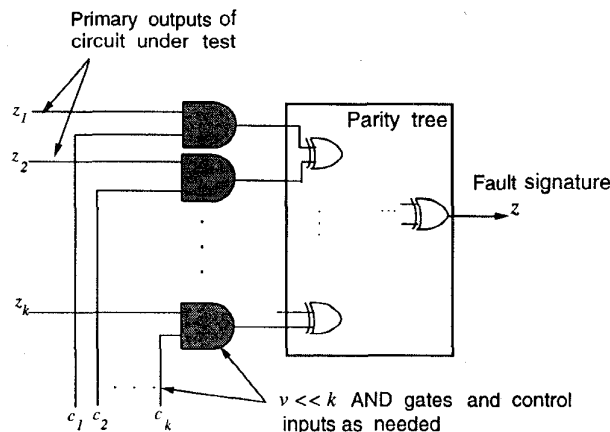 Primary outputs of
circuit under test
z1
z2
zk
Parity tree
Fault signature
z
. . .
. . . .
c1 c2 ck
v << k AND gates and control
inputs as needed